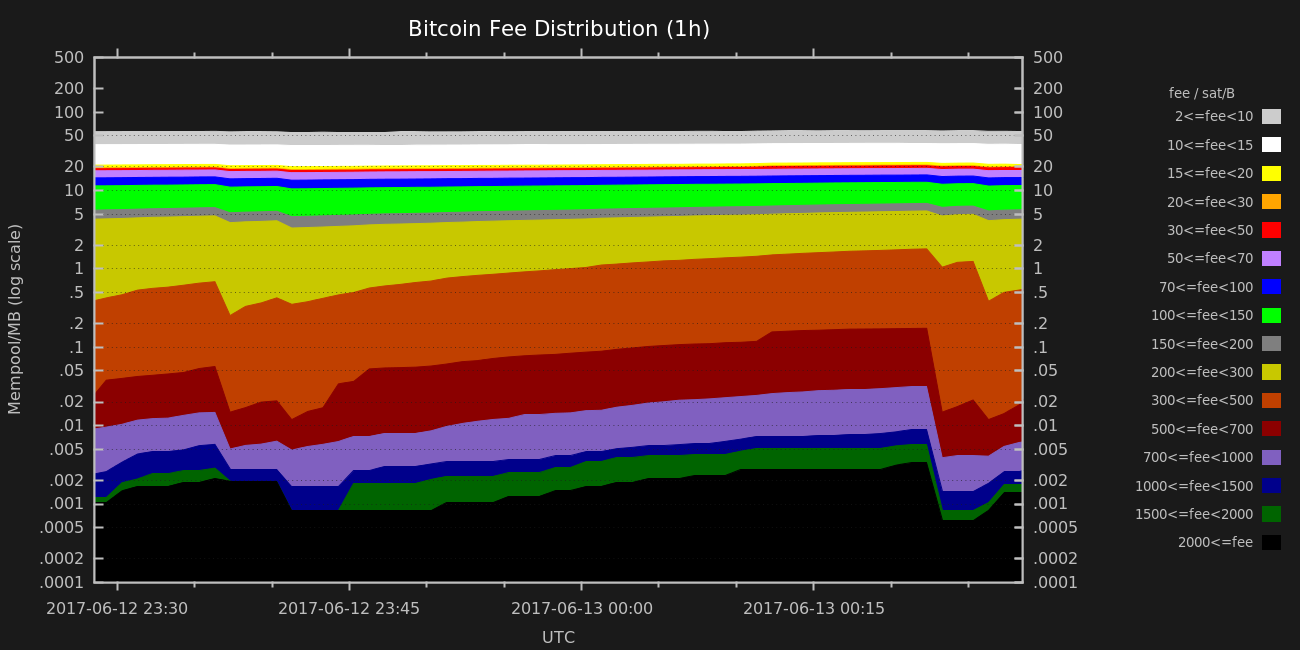 Bitcoin Fee Distribution (1h)
500 500
200 200
100 100
50 50
20 20
10 10
5 5
2 2
1 1
.5 .5
.2 .2
.1 .1
.05 .05
.02 .02
.01 .01
.005 .005
.002 .002
.001 .001
.0005 .0005
.0002 .0002
.0001 .0001
Mempool/MB (log scale)
2017-06-12 23:30 2017-06-12 23:45 2017-06-13 00:00 2017-06-13 00:15
UTC
fee / sat/B
2<=fee<10
10<=fee<15
15<=fee<20
20<=fee<30
30<=fee<50
50<=fee<70
70<=fee<100
100<=fee<150
150<=fee<200
200<=fee<300
300<=fee<500
500<=fee<700
700<=fee<1000
1000<=fee<1500
1500<=fee<2000
2000<=fee